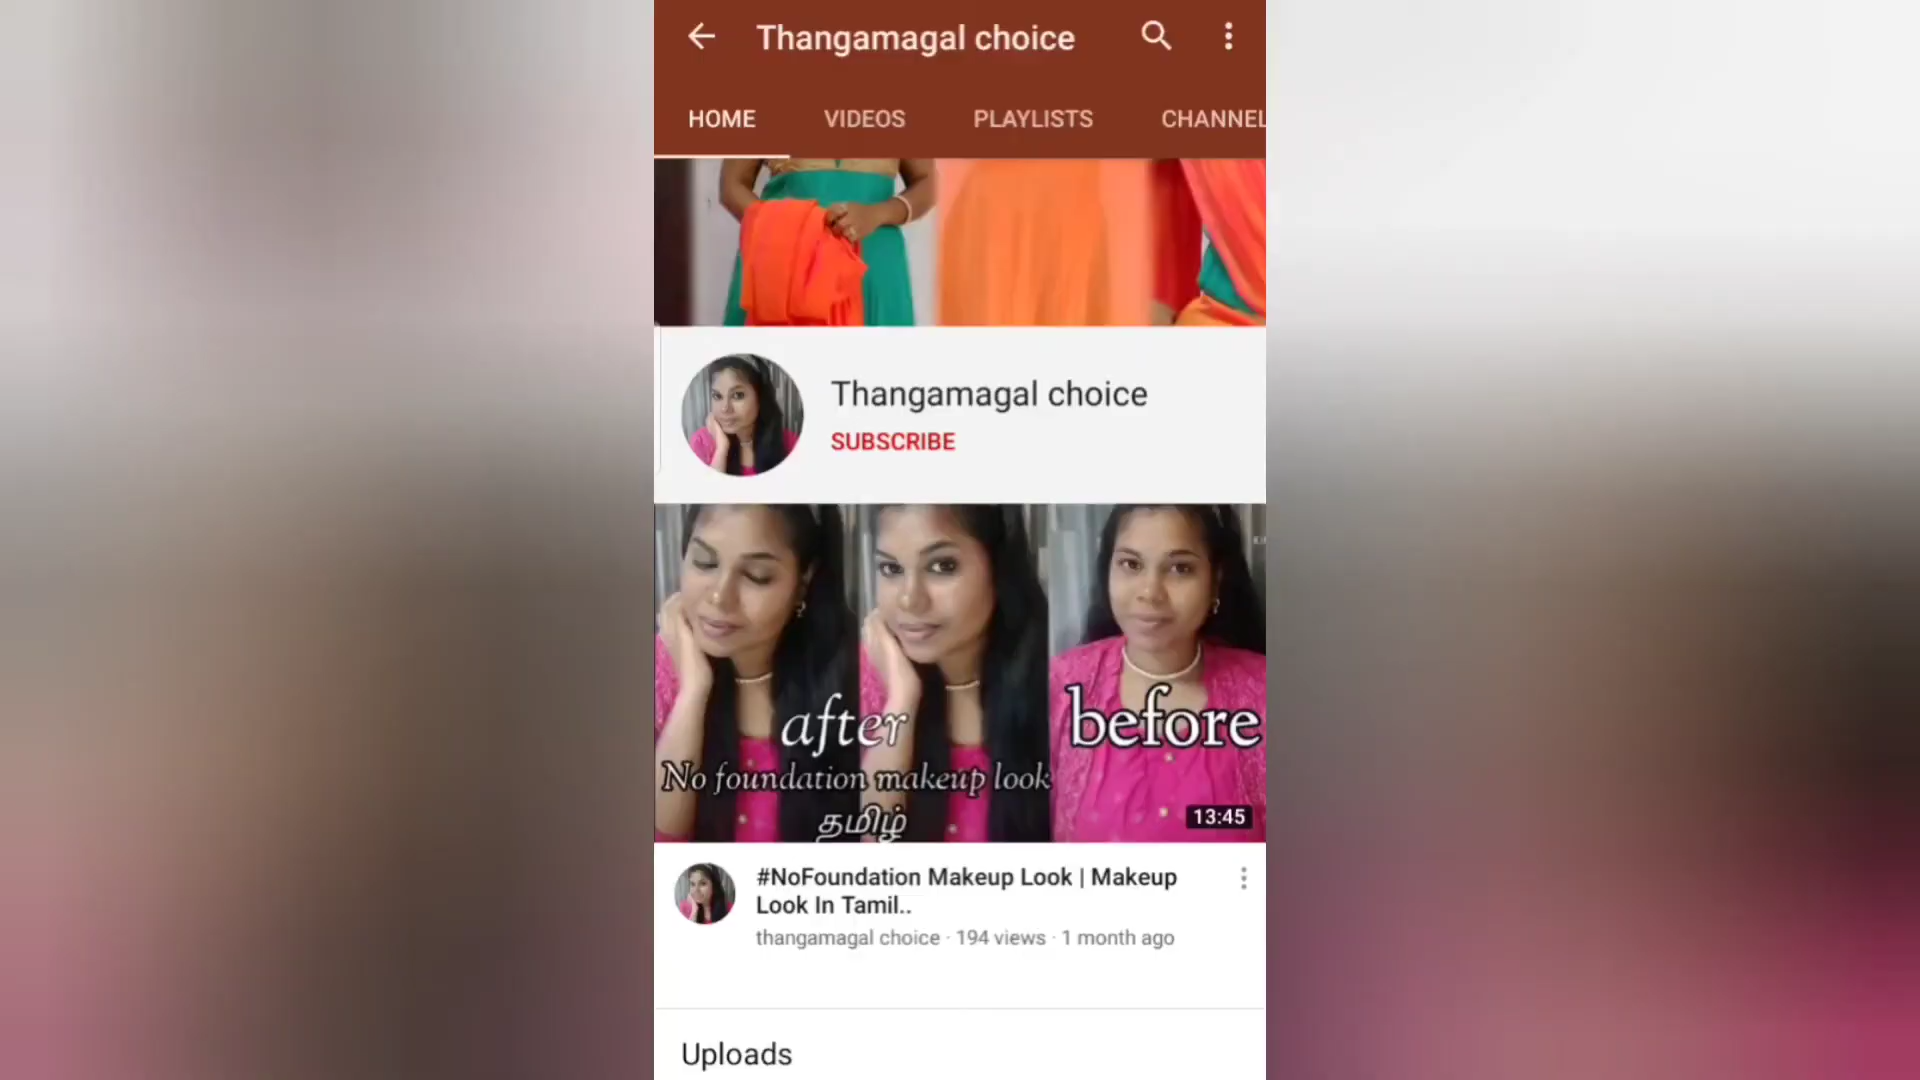 Thangamagal choice
HOME VIDEOS PLAYLISTS CHANNEL
Thangamagal choice
SUBSCRIBE
after
before
No foundation makeup look
தமிழ்
13:45
#NoFoundation Makeup Look | Makeup
Look In Tamil..
thangamagal choice · 194 views · 1 month ago
Uploads